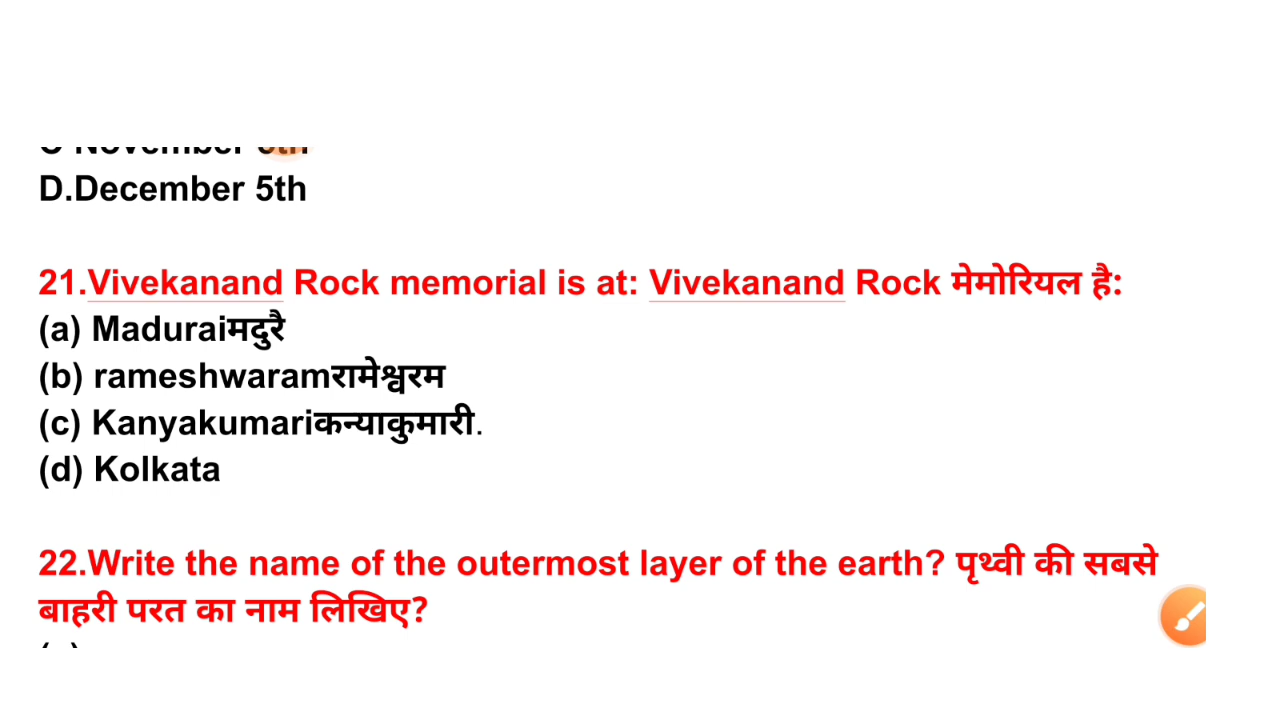 November
D.December 5th
21.Vivekanand Rock memorial is at: Vivekanand Rock मेमोरियल है:
(a) Maduraiमदुरै
(b) rameshwaramरामेश्वरम
(c) Kanyakumariकन्याकुमारी.
(d) Kolkata
22.Write the name of the outermost layer of the earth? पृथ्वी की सबसे
बाहरी परत का नाम लिखिए?